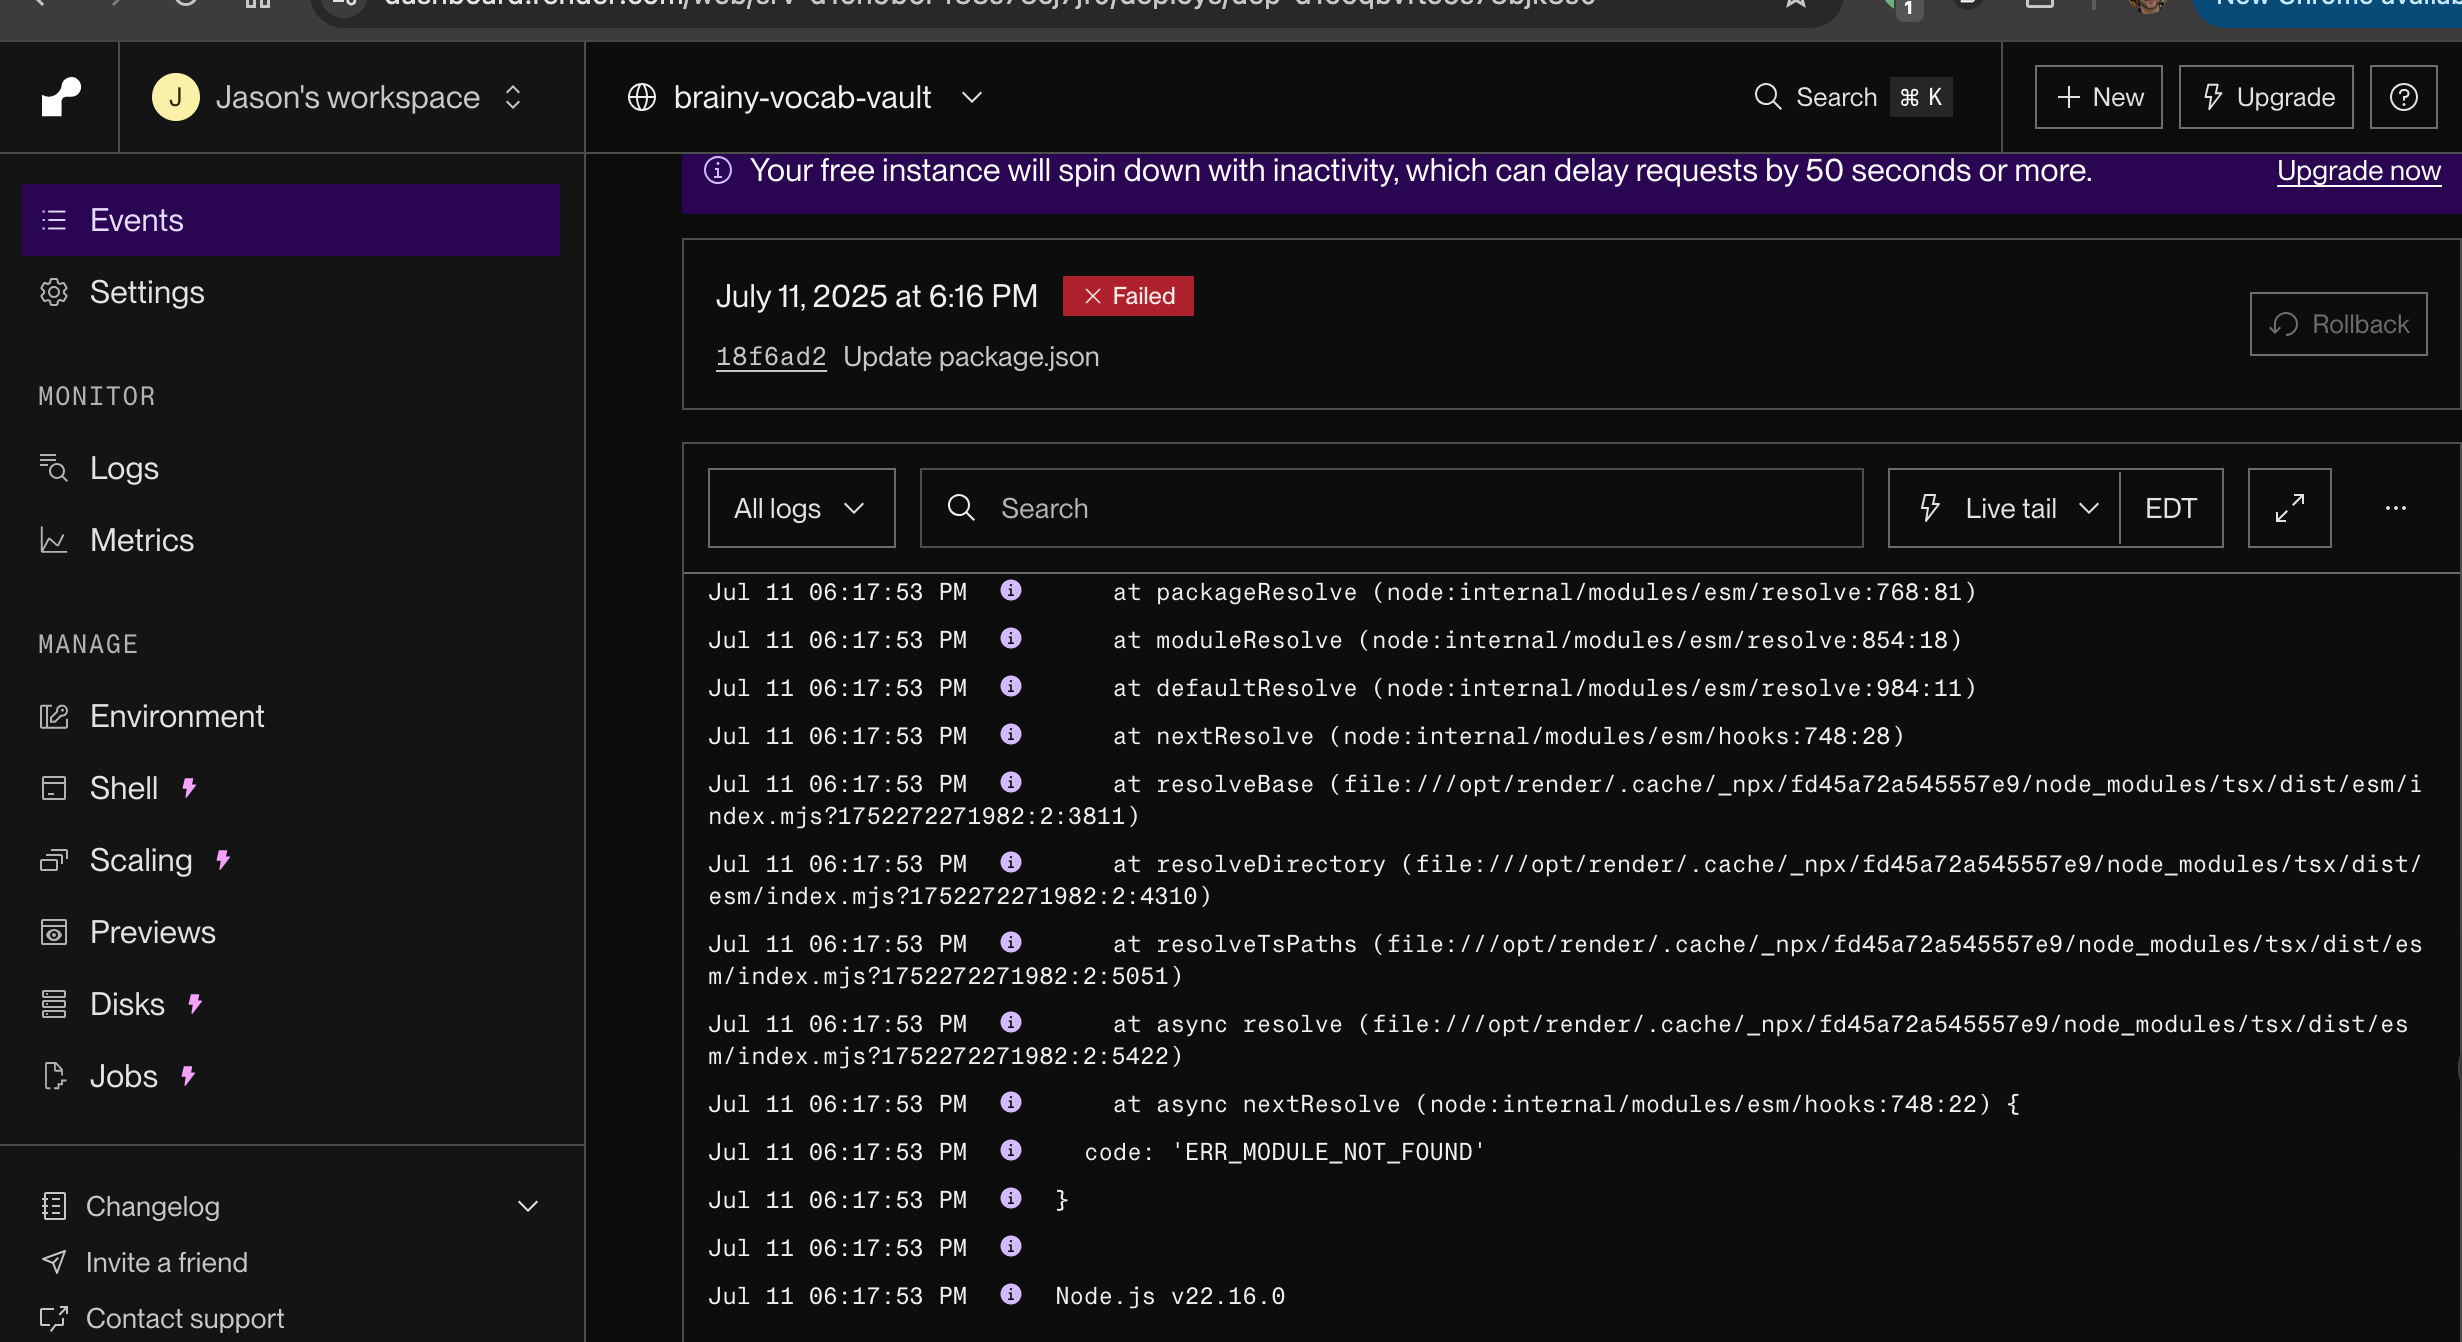 1
J
Jason's workspace
brainy-vocab-vault
Search ⌘ K
+ New
Upgrade
Events
Settings
MONITOR
Logs
Metrics
MANAGE
Environment
Shell
Scaling
Previews
Disks
Jobs
Changelog
Invite a friend
Contact support
Your free instance will spin down with inactivity, which can delay requests by 50 seconds or more.
Upgrade now
July 11, 2025 at 6:16 PM
Failed
18f6ad2 Update package.json
Rollback
All logs
Search
Live tail
EDT
Jul 11 06:17:53 PM at packageResolve (node:internal/modules/esm/resolve:768:81)
Jul 11 06:17:53 PM at moduleResolve (node:internal/modules/esm/resolve:854:18)
Jul 11 06:17:53 PM at defaultResolve (node:internal/modules/esm/resolve:984:11)
Jul 11 06:17:53 PM at nextResolve (node:internal/modules/esm/hooks:748:28)
Jul 11 06:17:53 PM at resolveBase (file:///opt/render/.cache/_npx/fd45a72a545557e9/node_modules/tsx/dist/esm/i
ndex.mjs?1752272271982:2:3811)
Jul 11 06:17:53 PM at resolveDirectory (file:///opt/render/.cache/_npx/fd45a72a545557e9/node_modules/tsx/dist/
esm/index.mjs?1752272271982:2:4310)
Jul 11 06:17:53 PM at resolveTsPaths (file:///opt/render/.cache/_npx/fd45a72a545557e9/node_modules/tsx/dist/es
m/index.mjs?1752272271982:2:5051)
Jul 11 06:17:53 PM at async resolve (file:///opt/render/.cache/_npx/fd45a72a545557e9/node_modules/tsx/dist/es
m/index.mjs?1752272271982:2:5422)
Jul 11 06:17:53 PM at async nextResolve (node:internal/modules/esm/hooks:748:22) {
Jul 11 06:17:53 PM code: 'ERR_MODULE_NOT_FOUND'
Jul 11 06:17:53 PM }
Jul 11 06:17:53 PM
Jul 11 06:17:53 PM Node.js v22.16.0